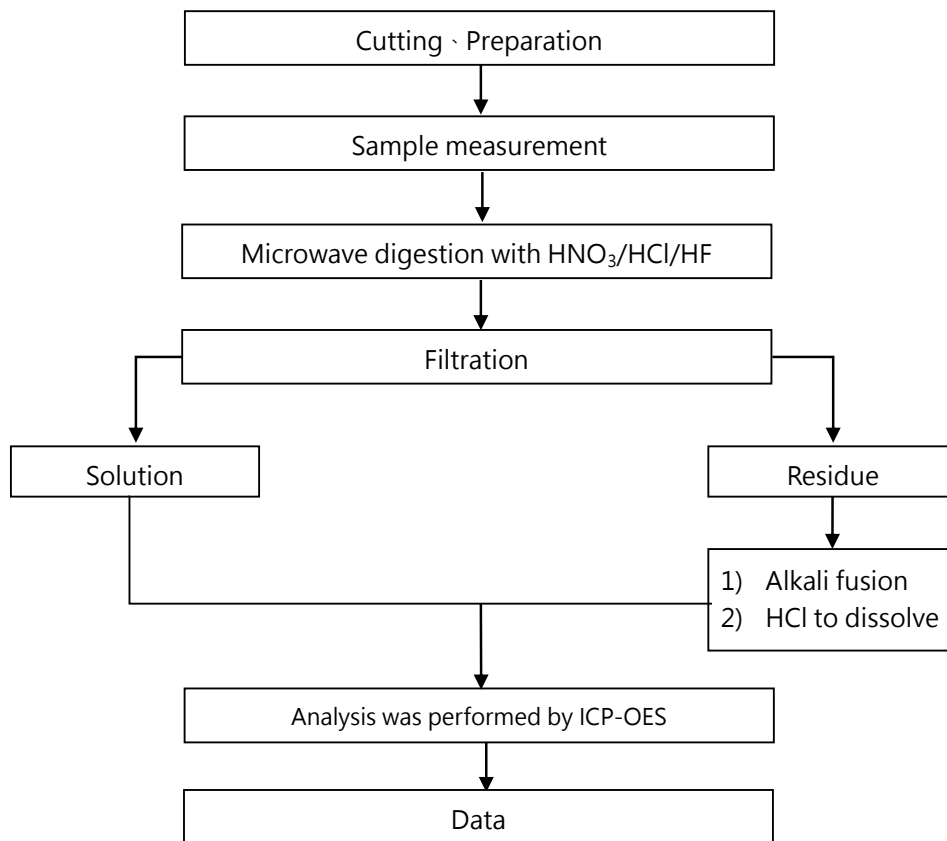 Cutting、Preparation
Sample measurement
Microwave digestion with HNO₃/HCl/HF
Filtration
Solution
Residue
1) Alkali fusion
2) HCl to dissolve
Analysis was performed by ICP-OES
Data